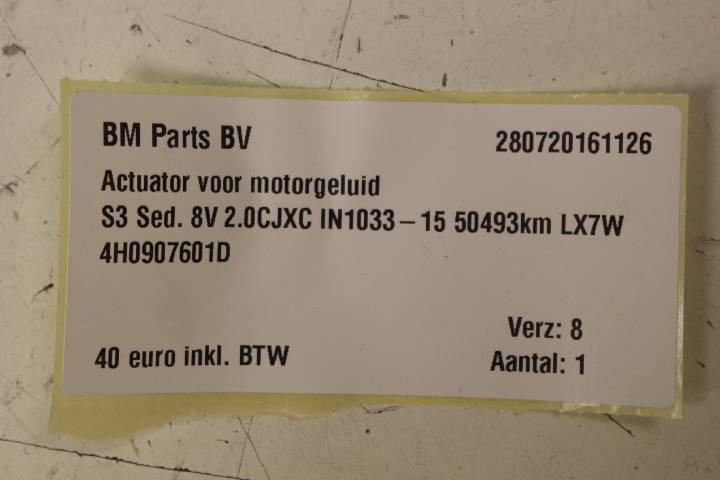 BM Parts BV 280720161126
Actuator voor motorgeluid
S3 Sed. 8V 2.0CJXC IN1033-15 50493km LX7W
4H0907601D
Verz: 8
40 euro inkl. BTW Aantal: 1